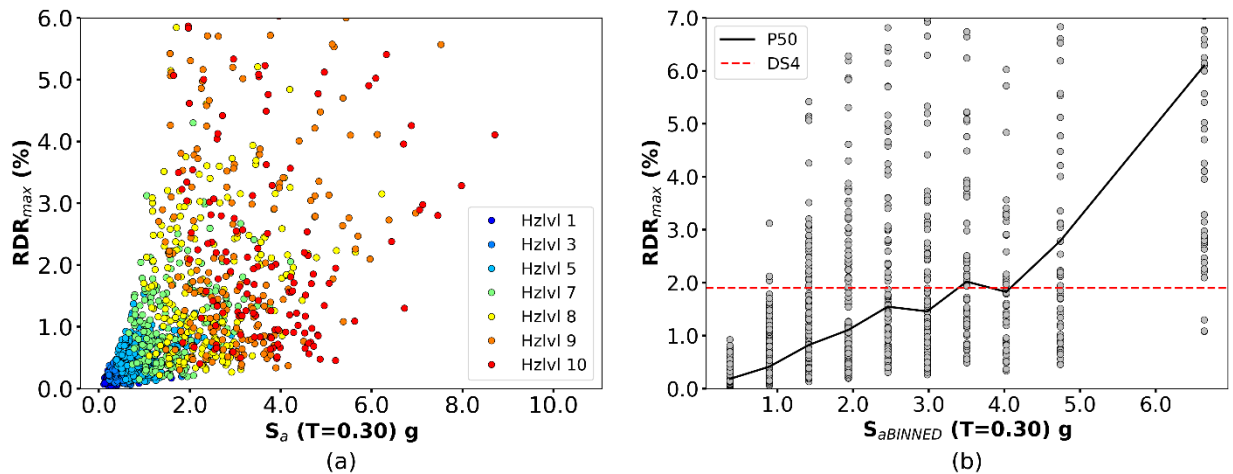 6.0
5.0
4.0
3.0
2.0
1.0
0.0
RDRmax (%)
0.0 2.0 4.0 6.0 8.0 10.0
Sa (T=0.30) g
Hzlvl 1
Hzlvl 3
Hzlvl 5
Hzlvl 7
Hzlvl 8
Hzlvl 9
Hzlvl 10
(a)
7.0
6.0
5.0
4.0
3.0
2.0
1.0
0.0
RDRmax (%)
P50
DS4
1.0 2.0 3.0 4.0 5.0 6.0
SaBINNED (T=0.30) g
(b)